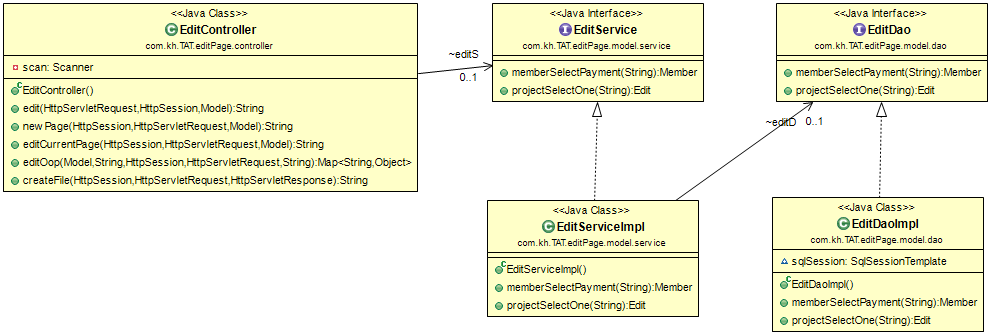 <<Java Class>>
EditController
com.kh.TAT.editPage.controller
scan: Scanner
EditController()
edit(HttpServletRequest,HttpSession,Model):String
newPage(HttpSession,HttpServletRequest,Model):String
editCurrentPage(HttpSession,HttpServletRequest,Model):String
editOop(Model,String,HttpSession,HttpServletRequest,String):Map<String,Object>
createFile(HttpSession,HttpServletRequest,HttpServletResponse):String
~editS
0..1
<<Java Interface>>
EditService
com.kh.TAT.editPage.model.service
memberSelectPayment(String):Member
projectSelectOne(String):Edit
<<Java Interface>>
EditDao
com.kh.TAT.editPage.model.dao
memberSelectPayment(String):Member
projectSelectOne(String):Edit
~editD
0..1
<<Java Class>>
EditServiceImpl
com.kh.TAT.editPage.model.service
EditServiceImpl()
memberSelectPayment(String):Member
projectSelectOne(String):Edit
<<Java Class>>
EditDaoImpl
com.kh.TAT.editPage.model.dao
sqlSession: SqlSessionTemplate
EditDaoImpl()
memberSelectPayment(String):Member
projectSelectOne(String):Edit